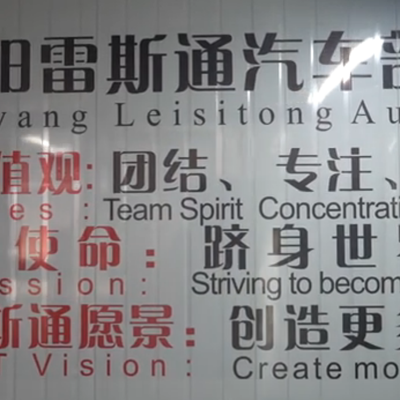 阳雷斯通汽车部
yang Leisitong Au
值观:团结、专注、
es : Team Spirit Concentrati
使命：跻身世界
ssion: Striving to becom
斯通愿景：创造更
T Vision: Create mo